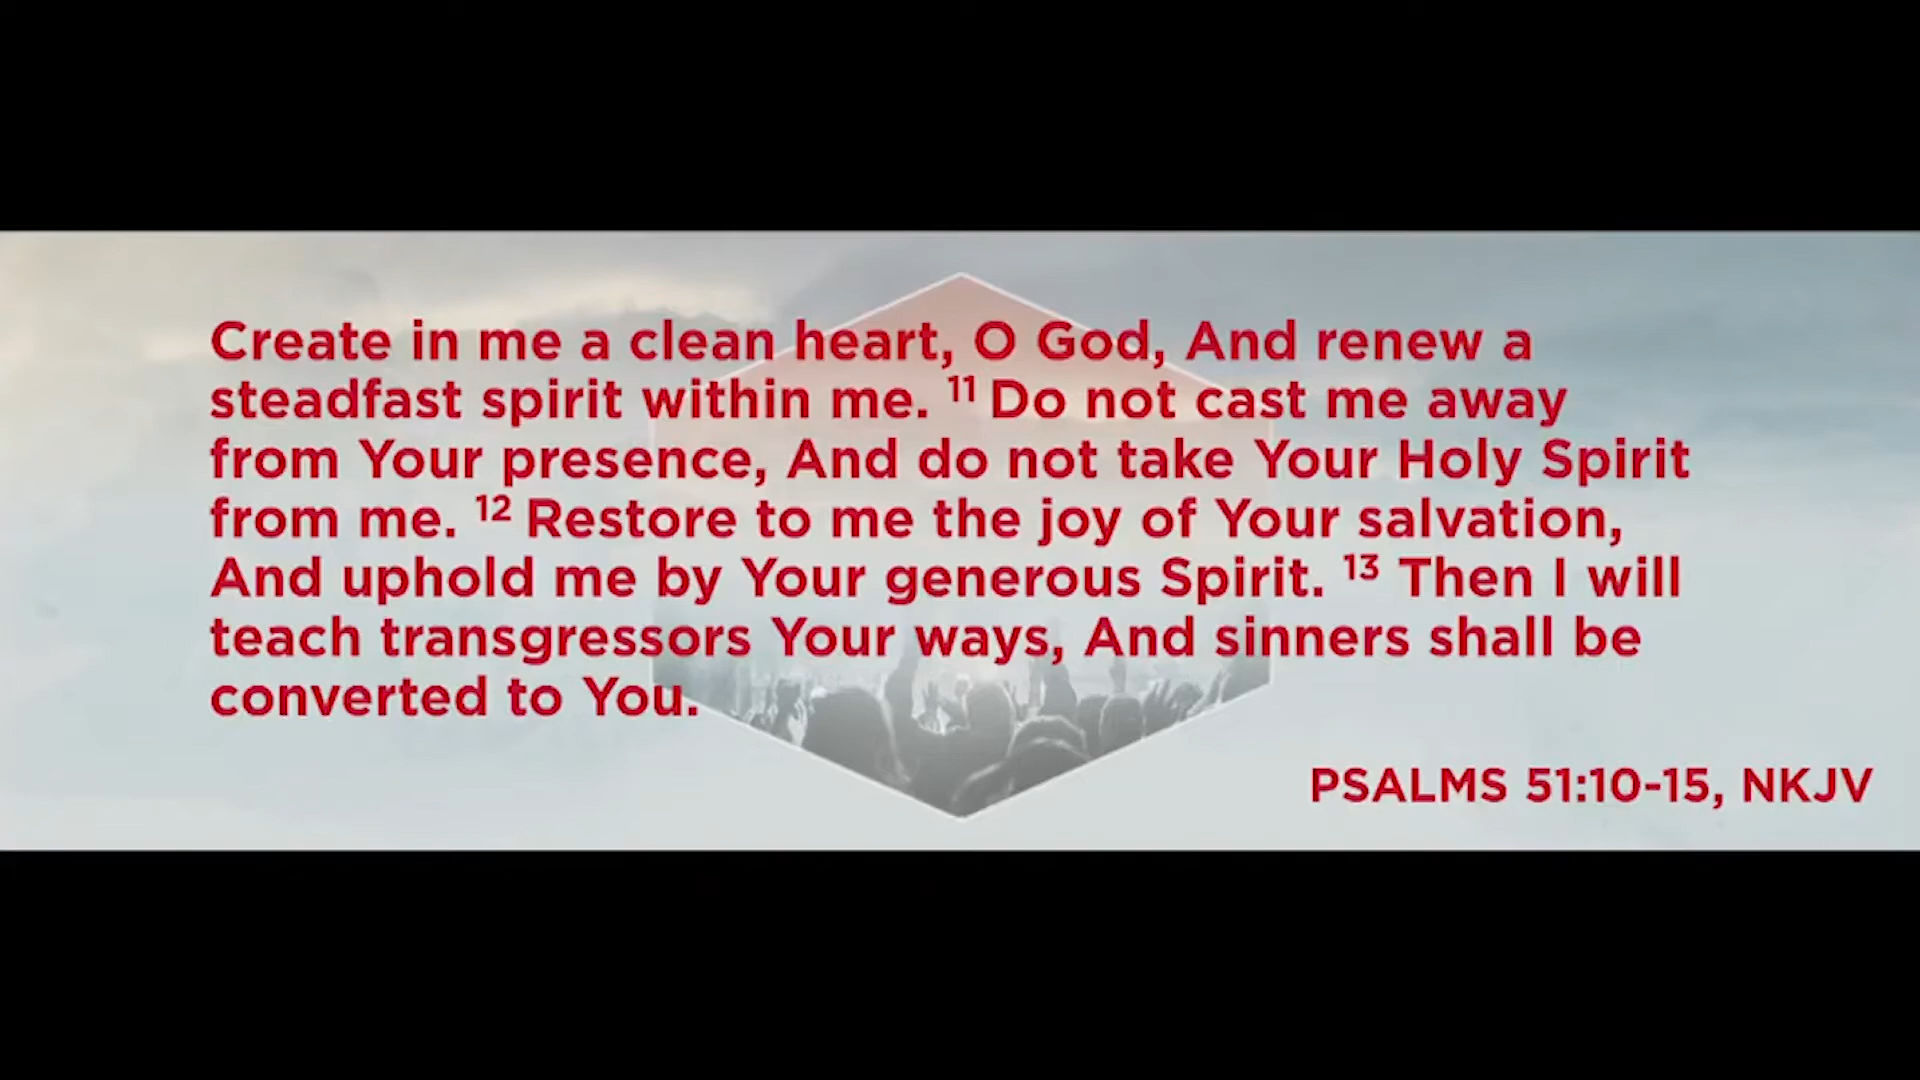 Create in me a clean heart, O God, And renew a
steadfast spirit within me. 11 Do not cast me away
from Your presence, And do not take Your Holy Spirit
from me. 12 Restore to me the joy of Your salvation,
And uphold me by Your generous Spirit. 13 Then I will
teach transgressors Your ways, And sinners shall be
converted to You.
PSALMS 51:10-15, NKJV